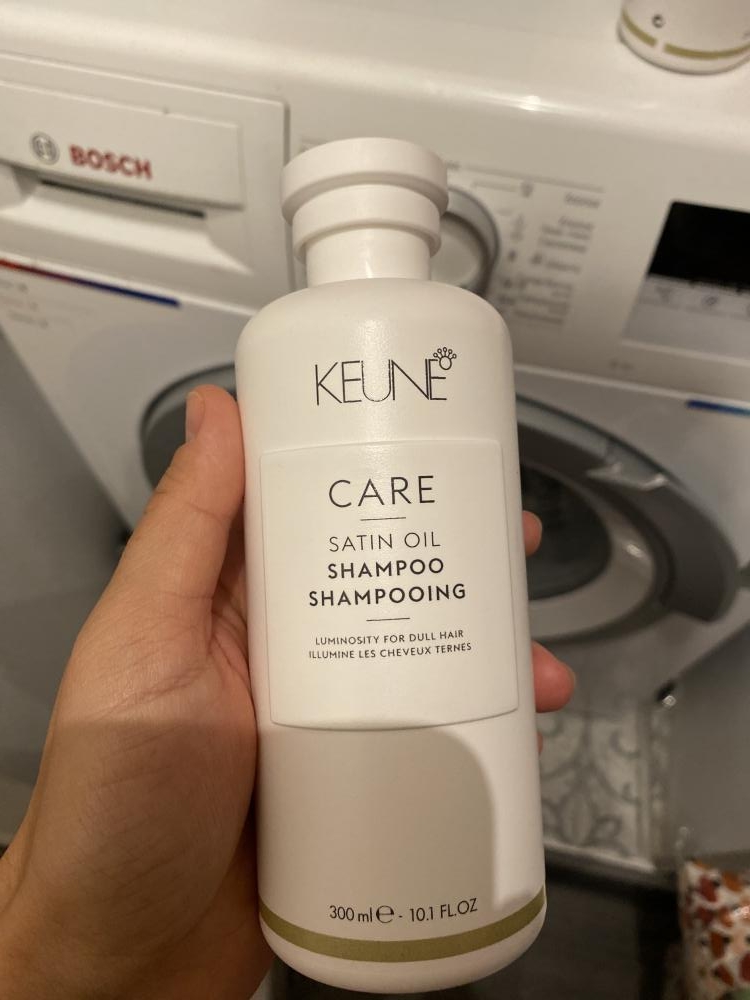 BOSCH
KEUNE
CARE
SATIN OIL
SHAMPOO
SHAMPOOING
LUMINOSITY FOR DULL HAIR
ILLUMINE LES CHEVEUX TERNES
300 ml ℮ - 10.1 FL.OZ